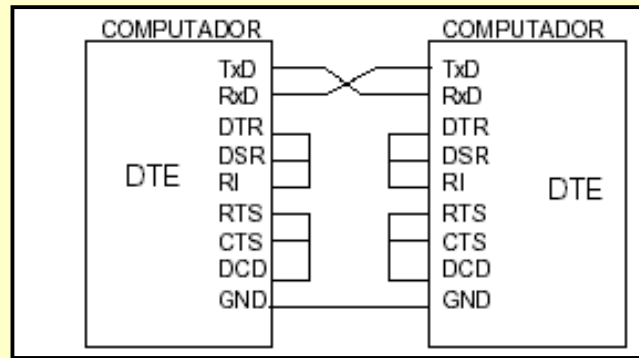 COMPUTADOR COMPUTADOR
TxD TxD
RxD RxD
DTR DTR
DSR DSR
DTE RI RI DTE
RTS RTS
CTS CTS
DCD DCD
GND GND